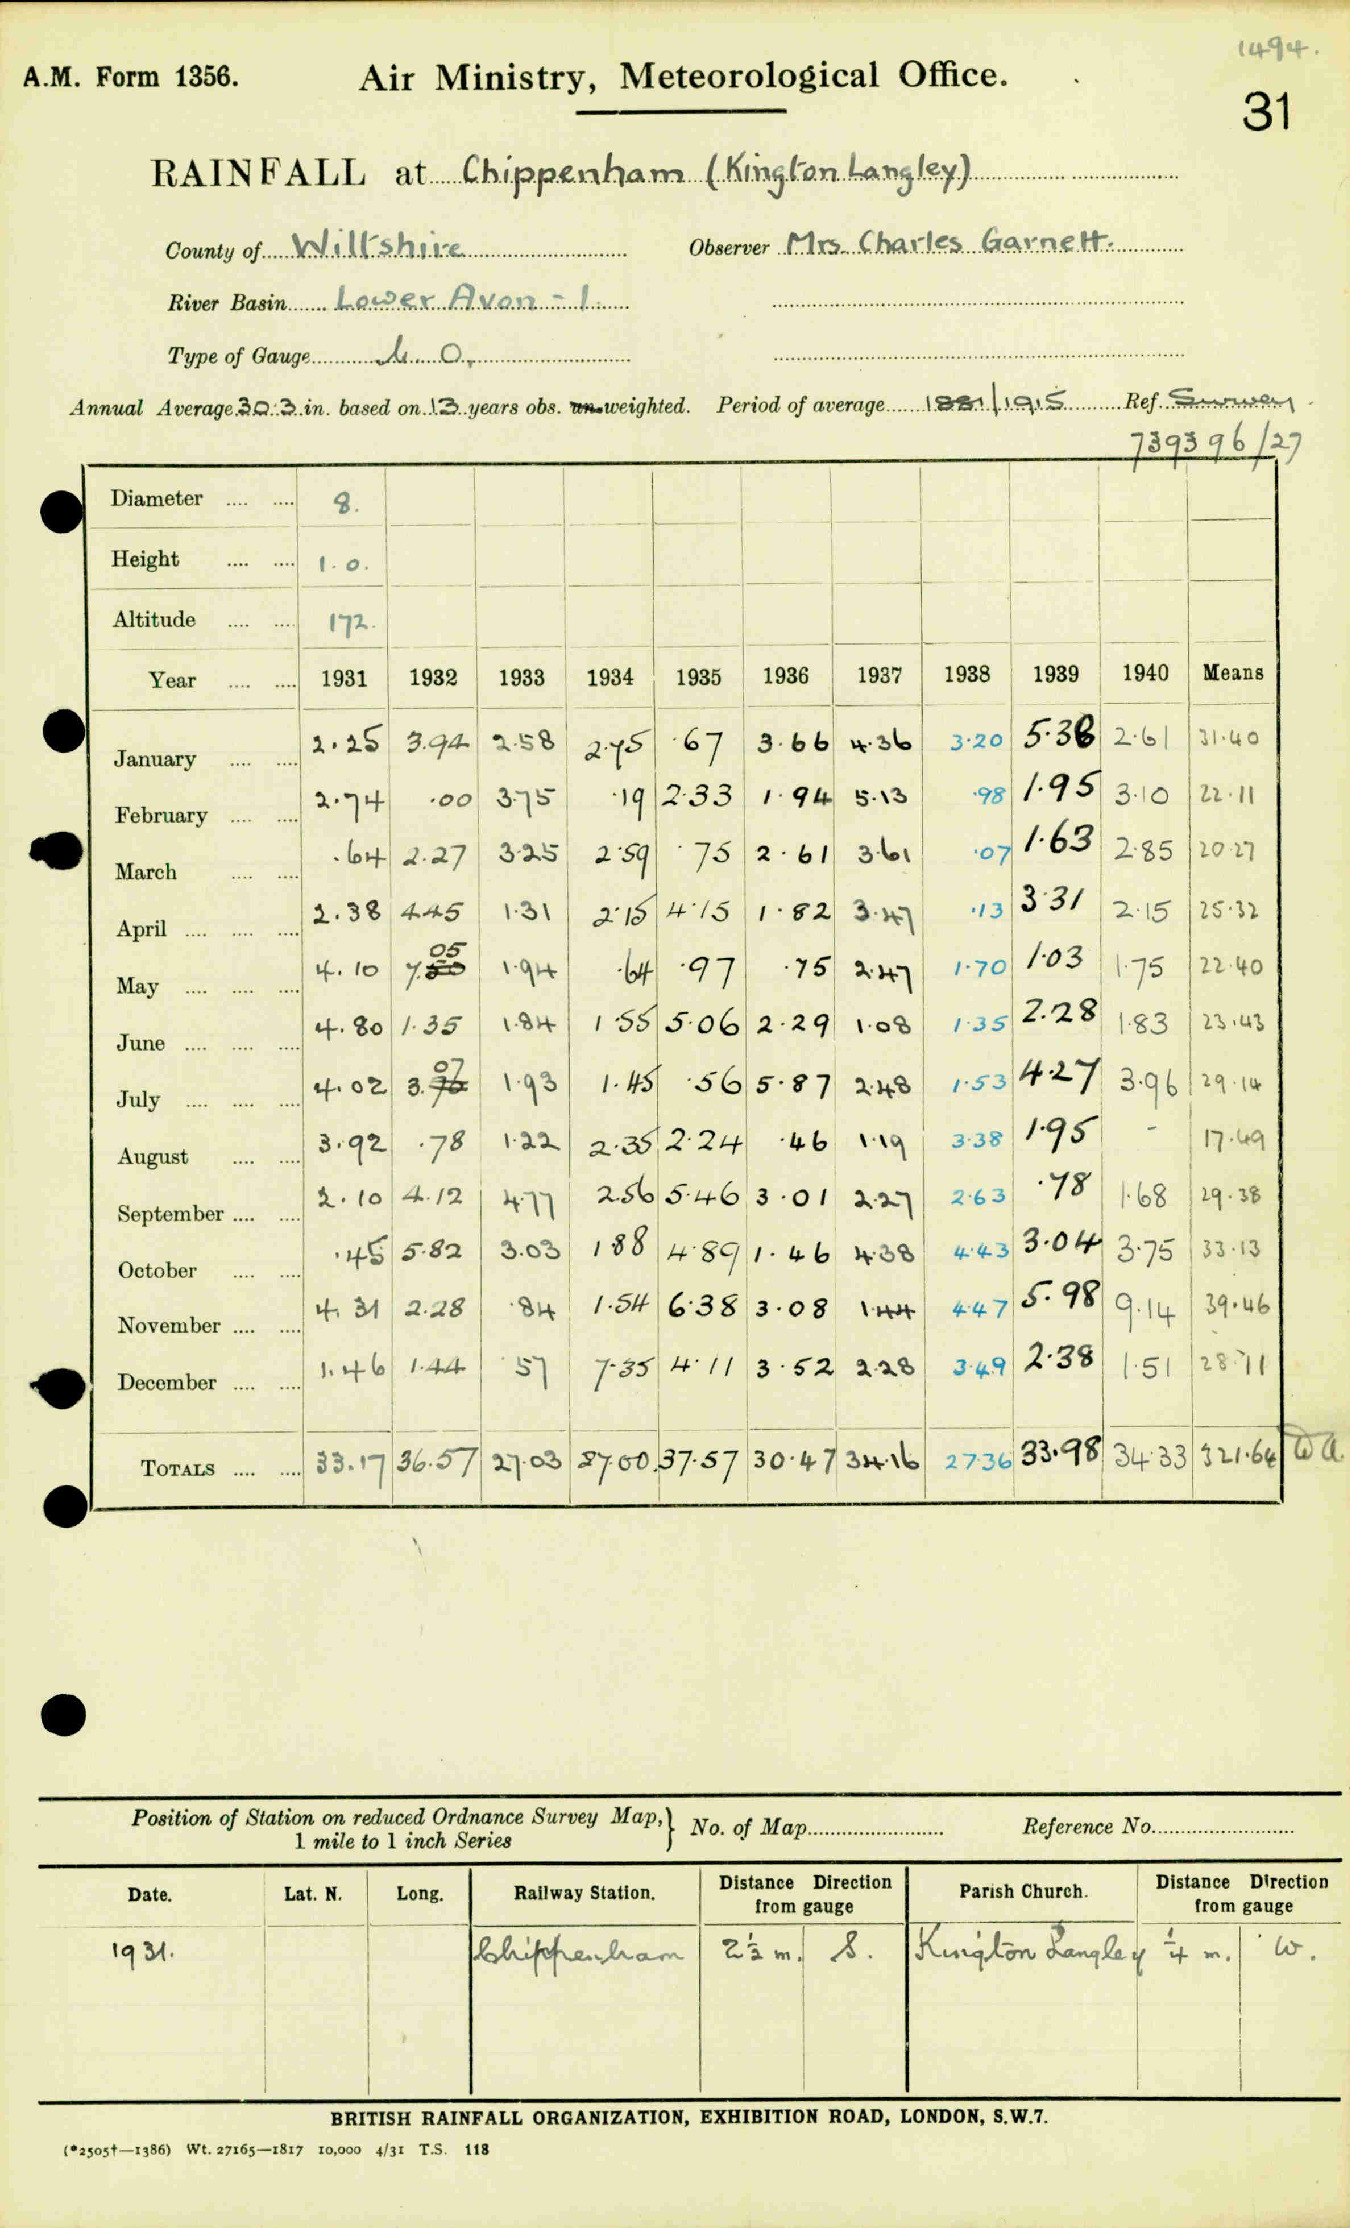 1494.
A.M. Form 1356. Air Ministry, Meteorological Office.
31
RAINFALL at Chippenham (Kington Langley)
County of Wiltshire Observer Mrs. Charles Garnett.
River Basin Lower Avon - 1.
Type of Gauge M. O.
Annual Average 30.3 in. based on 13 years obs. un-weighted. Period of average 1881/1915 Ref. Survey
739396/27
Diameter 8.
Height 1. 0.
Altitude 172.
Year 1931 1932 1933 1934 1935 1936 1937 1938 1939 1940 Means
January 2.25 3.94 2.58 2.75 .67 3.66 4.36 3.20 5.38 2.61 31.40
February 2.74 .00 3.75 .19 2.33 1.94 5.13 .98 1.95 3.10 22.11
March .64 2.27 3.25 2.59 .75 2.61 3.61 .07 1.63 2.85 20.27
April 2.38 4.45 1.31 2.15 4.15 1.82 3.47 .13 3.31 2.15 25.32
May 4.10 7.05 1.94 .64 .97 .75 2.47 1.70 1.03 1.75 22.40
June 4.80 1.35 1.84 1.55 5.06 2.29 1.08 1.35 2.28 1.83 23.43
July 4.02 3.07 1.93 1.45 .56 5.87 2.48 1.53 4.27 3.96 29.14
August 3.92 .78 1.22 2.35 2.24 .46 1.19 3.38 1.95 - 17.49
September 2.10 4.12 4.77 2.56 5.46 3.01 2.27 2.63 .78 1.68 29.38
October .45 5.82 3.03 1.88 4.89 1.46 4.38 4.43 3.04 3.75 33.13
November 4.31 2.28 .84 1.54 6.38 3.08 1.44 4.47 5.98 9.14 39.46
December 1.46 1.44 .57 7.35 4.11 3.52 2.28 3.49 2.38 1.51 28.11
TOTALS 33.17 36.57 27.03 27.00 37.57 30.47 34.16 27.36 33.98 34.33 321.64
Position of Station on reduced Ordnance Survey Map, } No. of Map Reference No.
1 mile to 1 inch Series
Date. Lat. N. Long. Railway Station. Distance Direction from gauge Parish Church. Distance Direction from gauge
1931. Chippenham 2½ m. S. Kington Langley ¼ m. W.
BRITISH RAINFALL ORGANIZATION, EXHIBITION ROAD, LONDON, S.W.7.
(*2505†—1386) Wt. 27165—1817 10,000 4/31 T.S. 118